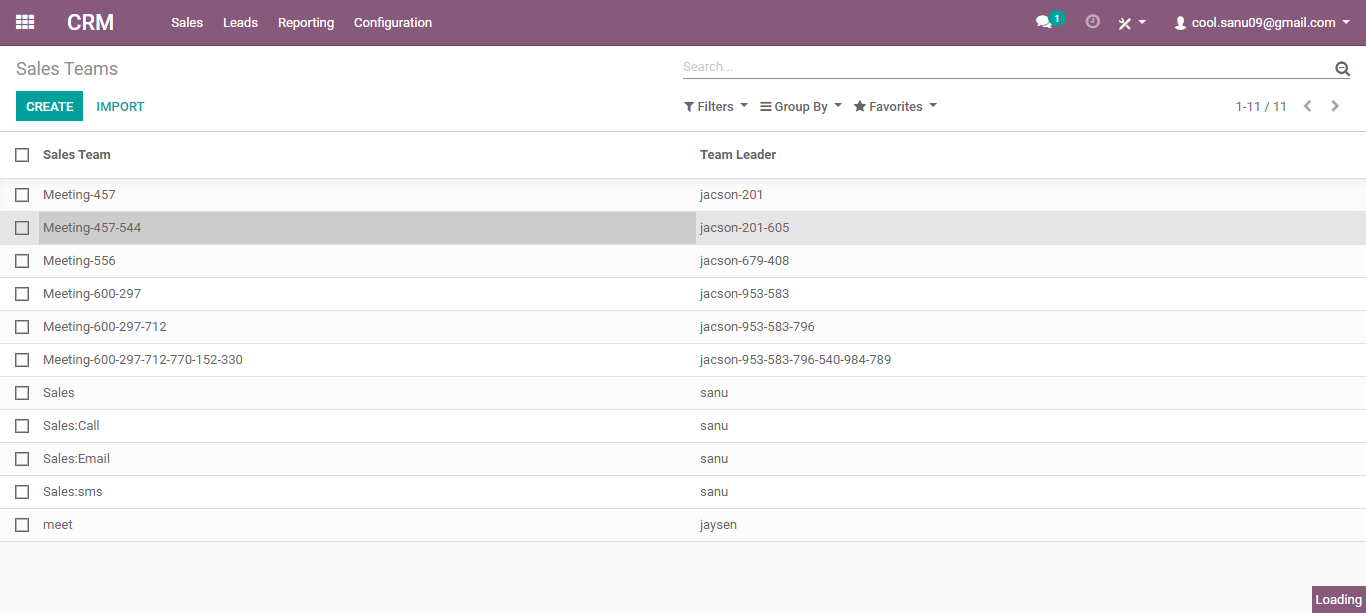 CRM Sales Leads Reporting Configuration 1 cool.sanu09@gmail.com
Sales Teams Search...
CREATE IMPORT Filters Group By Favorites 1-11 / 11
Sales Team Team Leader
Meeting-457 jacson-201
Meeting-457-544 jacson-201-605
Meeting-556 jacson-679-408
Meeting-600-297 jacson-953-583
Meeting-600-297-712 jacson-953-583-796
Meeting-600-297-712-770-152-330 jacson-953-583-796-540-984-789
Sales sanu
Sales:Call sanu
Sales:Email sanu
Sales:sms sanu
meet jaysen
Loading